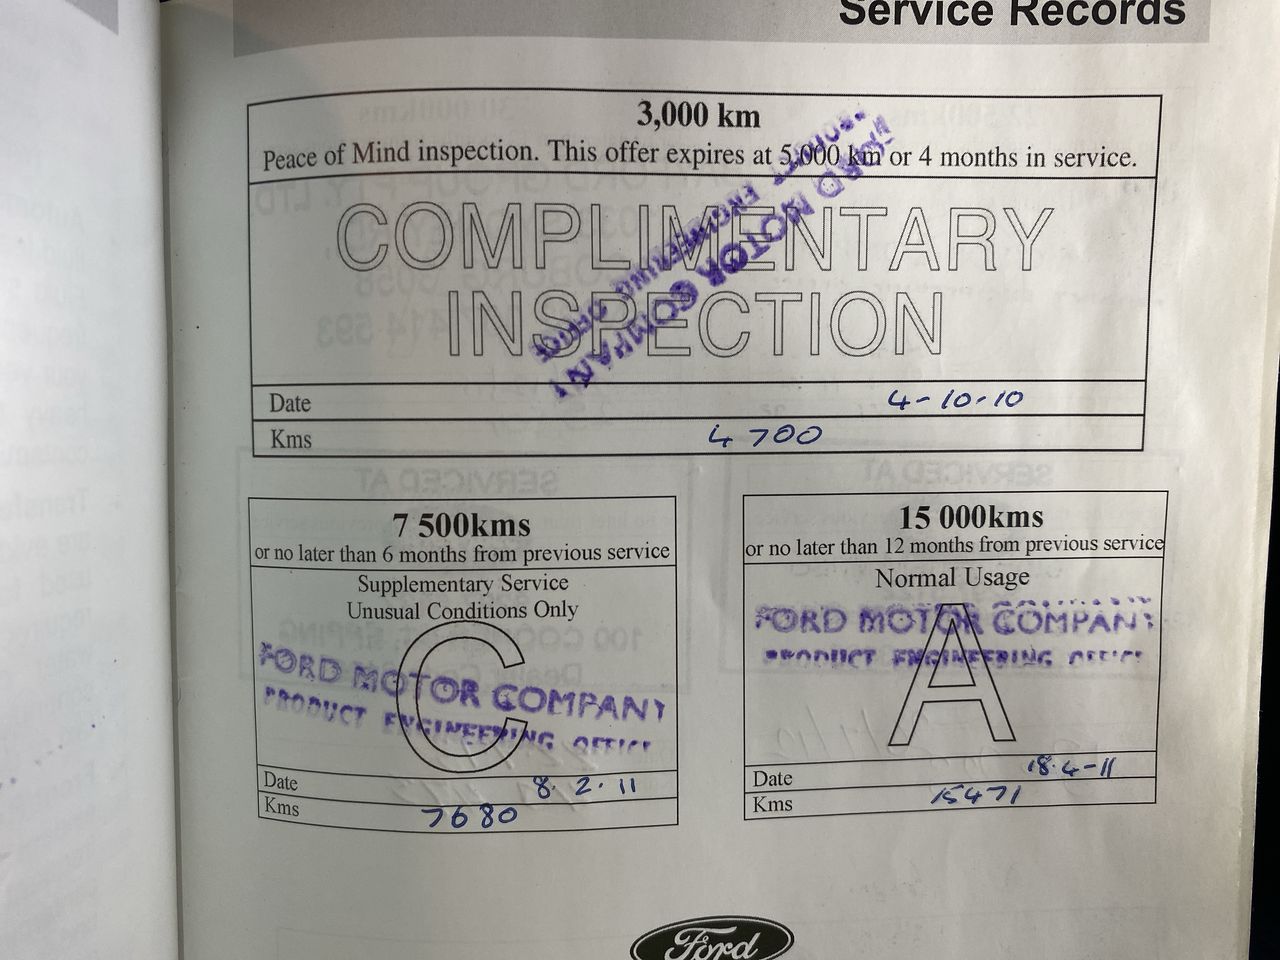 Service Records
3,000 km
Peace of Mind inspection. This offer expires at 5,000 km or 4 months in service.
COMPLIMENTARY
INSPECTION
FORD MOTOR COMPANY
PRODUCT ENGINEERING OFFICE
Date 4-10-10
Kms 4700
7 500kms
or no later than 6 months from previous service
Supplementary Service
Unusual Conditions Only
C
FORD MOTOR COMPANY
PRODUCT ENGINEERING OFFICE
Date 8.2.11
Kms 7680
15 000kms
or no later than 12 months from previous service
Normal Usage
A
FORD MOTOR COMPANY
PRODUCT ENGINEERING OFFICE
Date 18.4-11
Kms 15471
Ford